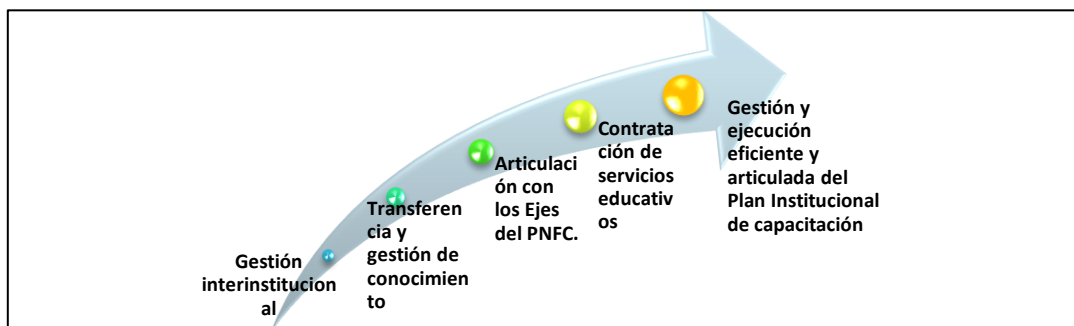 Gestión
interinstitucion
al
Transferen
cia y
gestión de
conocimien
to
Articulaci
ón con
los Ejes
del PNFC.
Contrata
ción de
servicios
educativ
os
Gestión y
ejecución
eficiente y
articulada del
Plan Institucional
de capacitación